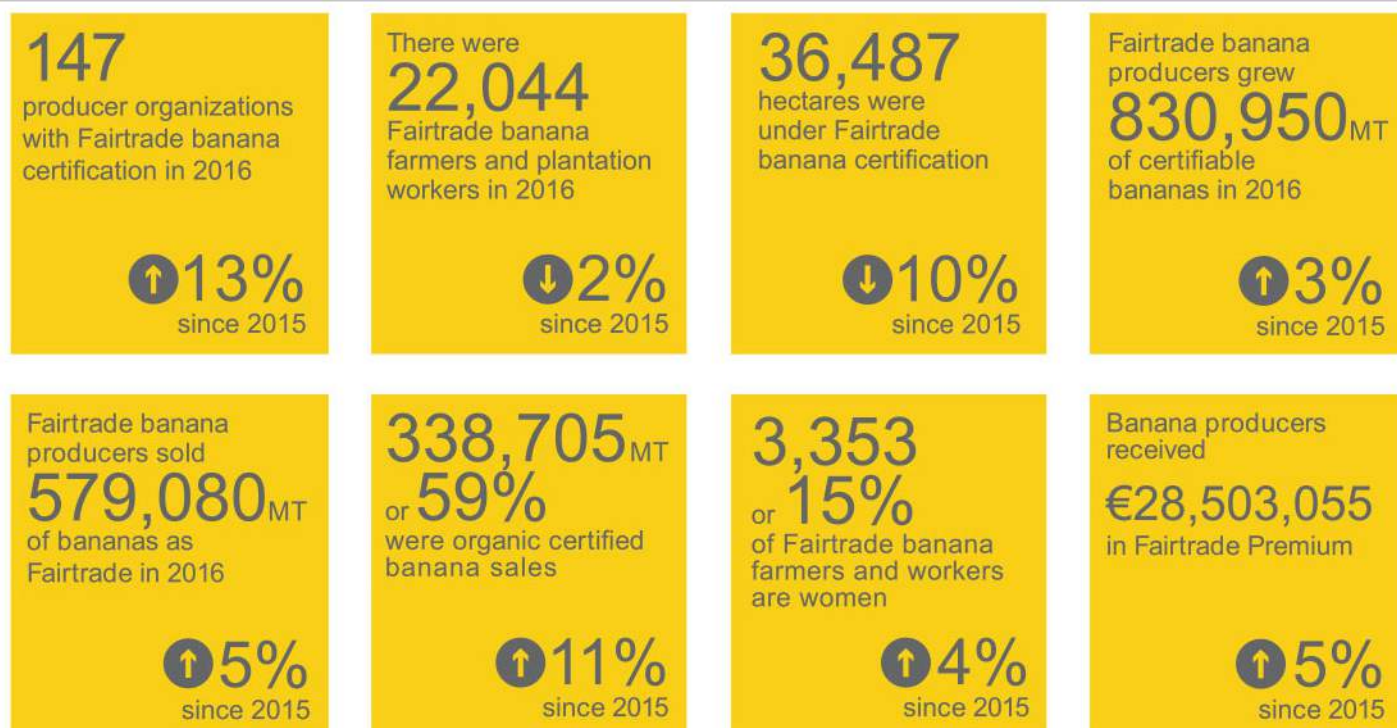 147
producer organizations
with Fairtrade banana
certification in 2016
↑13%
since 2015
There were
22,044
Fairtrade banana
farmers and plantation
workers in 2016
↓2%
since 2015
36,487
hectares were
under Fairtrade
banana certification
↓10%
since 2015
Fairtrade banana
producers grew
830,950MT
of certifiable
bananas in 2016
↑3%
since 2015
Fairtrade banana
producers sold
579,080MT
of bananas as
Fairtrade in 2016
↑5%
since 2015
338,705MT
or 59%
were organic certified
banana sales
↑11%
since 2015
3,353
or 15%
of Fairtrade banana
farmers and workers
are women
↑4%
since 2015
Banana producers
received
€28,503,055
in Fairtrade Premium
↑5%
since 2015